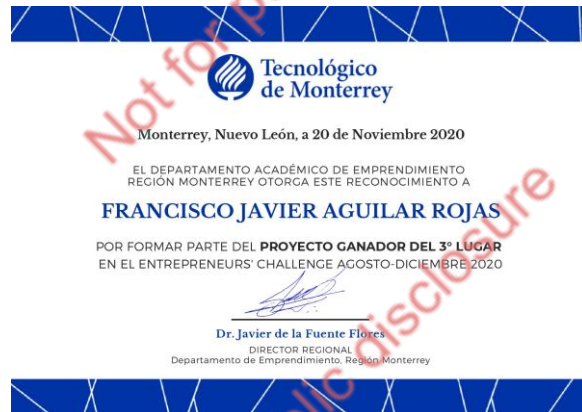 Tecnológico
de Monterrey
Monterrey, Nuevo León, a 20 de Noviembre 2020
EL DEPARTAMENTO ACADÉMICO DE EMPRENDIMIENTO
REGIÓN MONTERREY OTORGA ESTE RECONOCIMIENTO A
FRANCISCO JAVIER AGUILAR ROJAS
POR FORMAR PARTE DEL PROYECTO GANADOR DEL 3º LUGAR
EN EL ENTREPRENEURS' CHALLENGE AGOSTO-DICIEMBRE 2020
Dr. Javier de la Fuente Flores
DIRECTOR REGIONAL
Departamento de Emprendimiento, Región Monterrey
Not for
disclosure